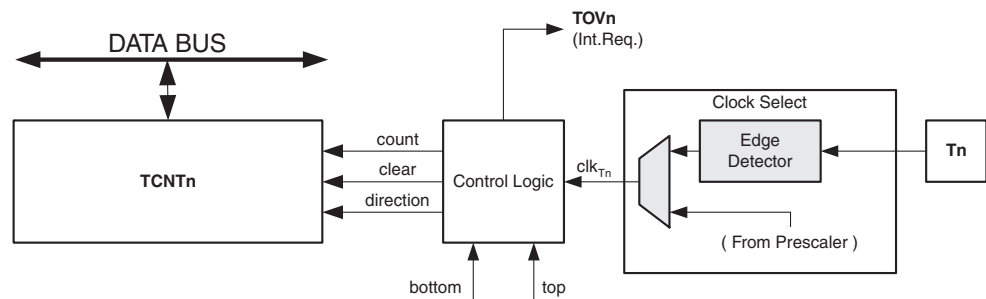 TOVn
(Int.Req.)
DATA BUS
Clock Select
count
Edge
Detector
Tn
TCNTn
clear
Control Logic
clkTn
direction
( From Prescaler )
bottom
top